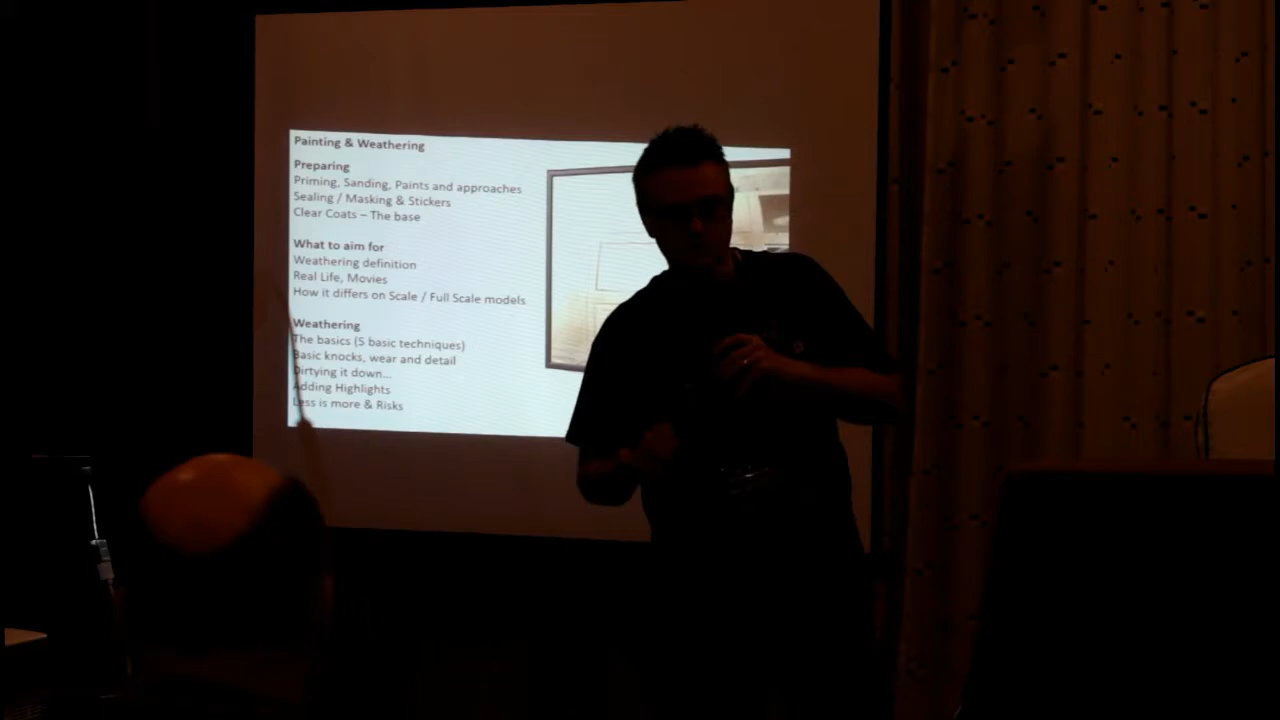 Painting & Weathering
Preparing
Priming, Sanding, Paints and approaches
Sealing / Masking & Stickers
Clear Coats – The base
What to aim for
Weathering definition
Real Life, Movies
How it differs on Scale / Full Scale models
Weathering
The basics (5 basic techniques)
Basic knocks, wear and detail
Dirtying it down...
Adding Highlights
Less is more & Risks